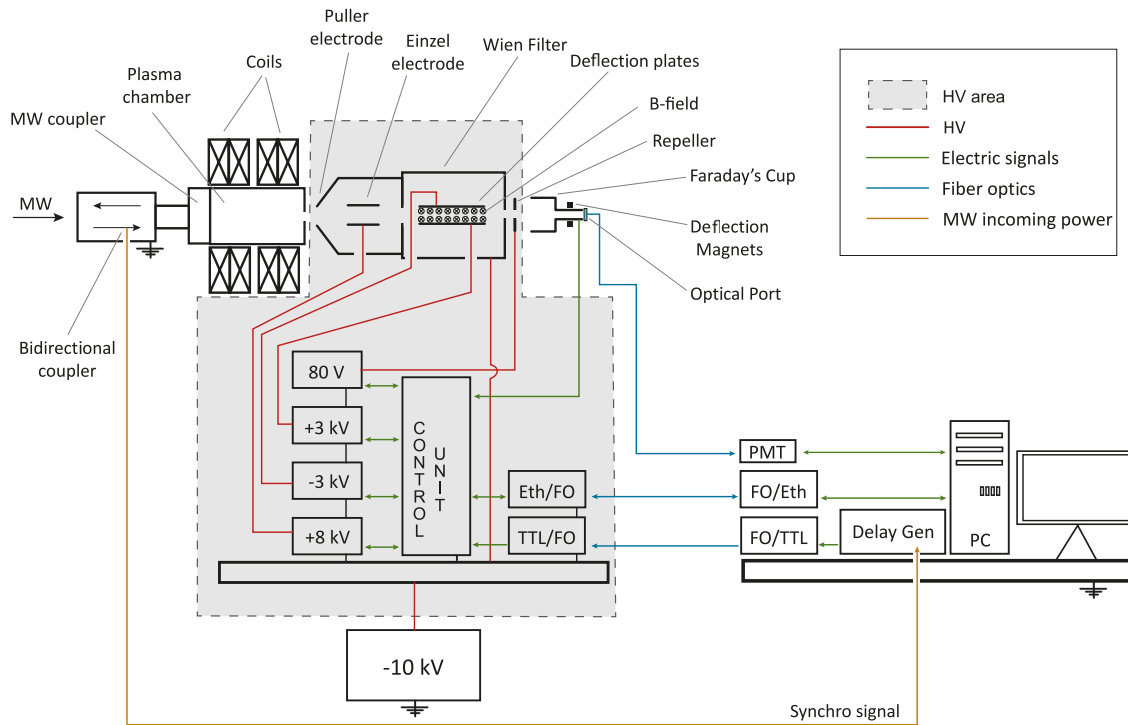 Puller
electrode
Einzel
electrode
Wien Filter
Coils
Deflection plates
Plasma
chamber
B-field
MW coupler
Repeller
Faraday's Cup
MW
Deflection
Magnets
Optical Port
Bidirectional
coupler
HV area
HV
Electric signals
Fiber optics
MW incoming power
80 V
+3 kV
-3 kV
+8 kV
CONTROL
UNIT
Eth/FO
TTL/FO
PMT
FO/Eth
FO/TTL
Delay Gen
PC
-10 kV
Synchro signal